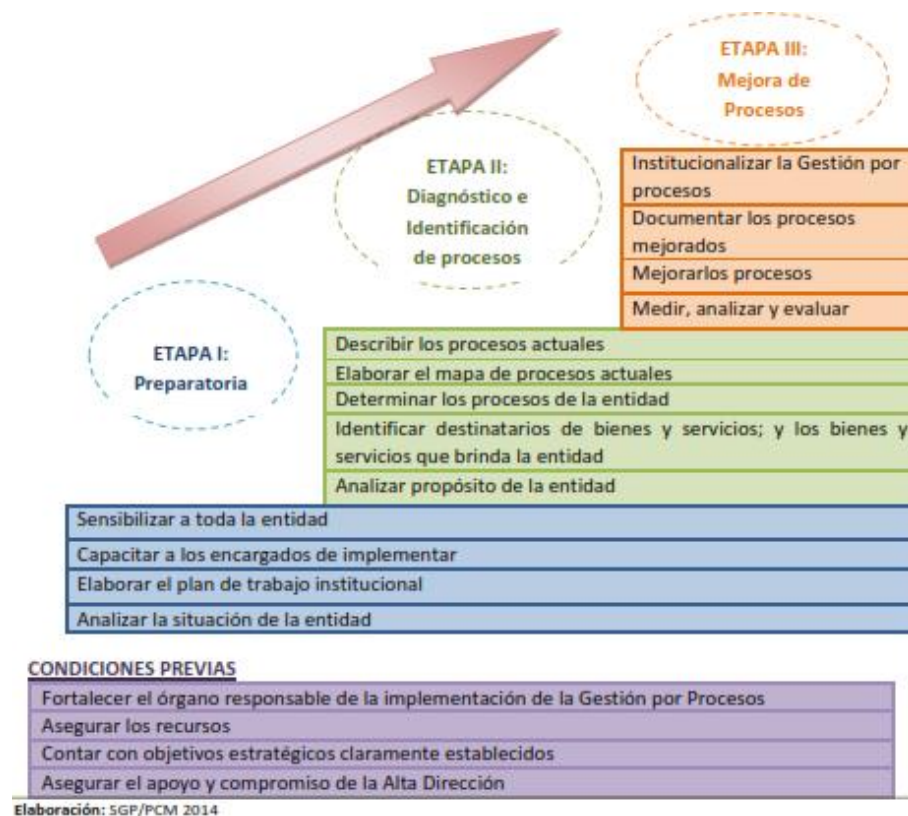 ETAPA III:
Mejora de
Procesos
ETAPA II:
Diagnóstico e
Identificación
de procesos
ETAPA I:
Preparatoria
Institucionalizar la Gestión por
procesos
Documentar los procesos
mejorados
Mejorarlos procesos
Medir, analizar y evaluar
Describir los procesos actuales
Elaborar el mapa de procesos actuales
Determinar los procesos de la entidad
Identificar destinatarios de bienes y servicios; y los bienes y
servicios que brinda la entidad
Analizar propósito de la entidad
Sensibilizar a toda la entidad
Capacitar a los encargados de implementar
Elaborar el plan de trabajo institucional
Analizar la situación de la entidad
CONDICIONES PREVIAS
Fortalecer el órgano responsable de la implementación de la Gestión por Procesos
Asegurar los recursos
Contar con objetivos estratégicos claramente establecidos
Asegurar el apoyo y compromiso de la Alta Dirección
Elaboración: SGP/PCM 2014